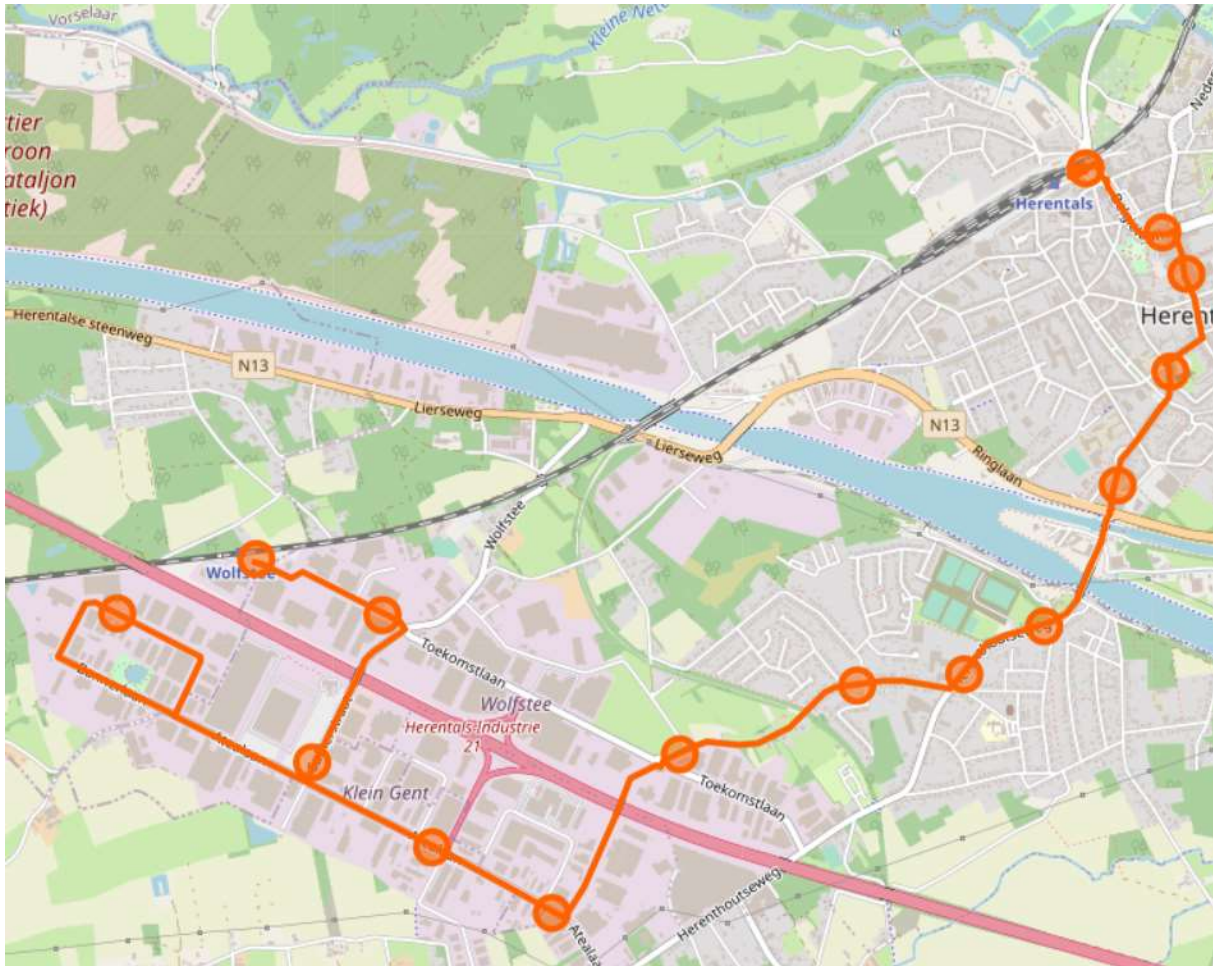 Vorselaar
Kleine Nete
tier
roon
ataljon
tiek)
Herentals
Herent
Herentalse steenweg
N13
Lierseweg
N13
Lierseweg
Ringlaan
Wolfstee
Wolfstee
Toekomstlaan
Wolfstee
Herentals-Industrie
21
Toekomstlaan
Klein Gent
Herenthoutseweg
Atealaa